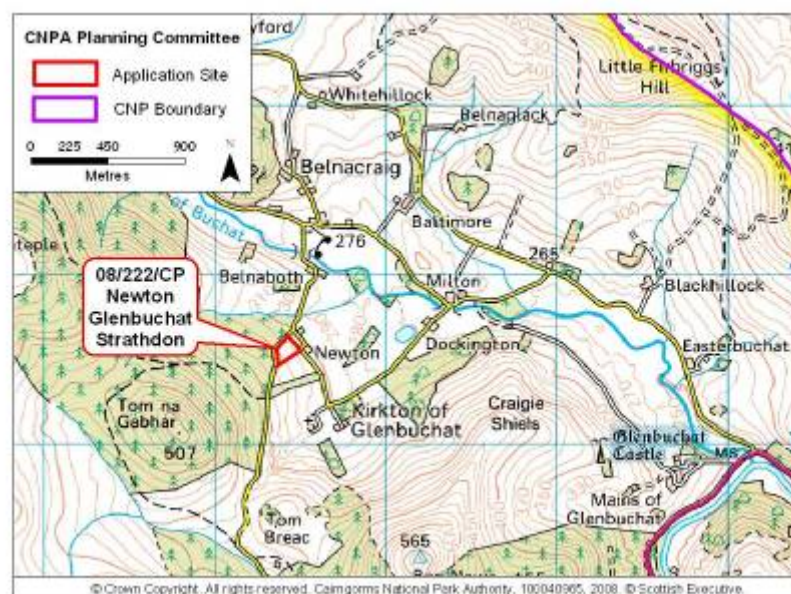 CNPA Planning Committee
Application Site
CNP Boundary
0 225 450 900
Metres
N
yford
Whitehillock
Belnaglack
Little Firbriggs
Hill
Belnacraig
of Buchat
276
Baltimore
265
Belnaboth
Milton
Blackhillock
08/222/CP
Newton
Glenbuchat
Strathdon
Newton
Dockington
Easterbuchat
Tom na
Gabhar
507
Kirkton of
Glenbuchat
Craigie
Shiels
Glenbuchat
Castle
MS
Mains of
Glenbuchat
Tom
Breac
565
© Crown Copyright. All rights reserved. Cairngorms National Park Authority, 100040965, 2008. © Scottish Executive.